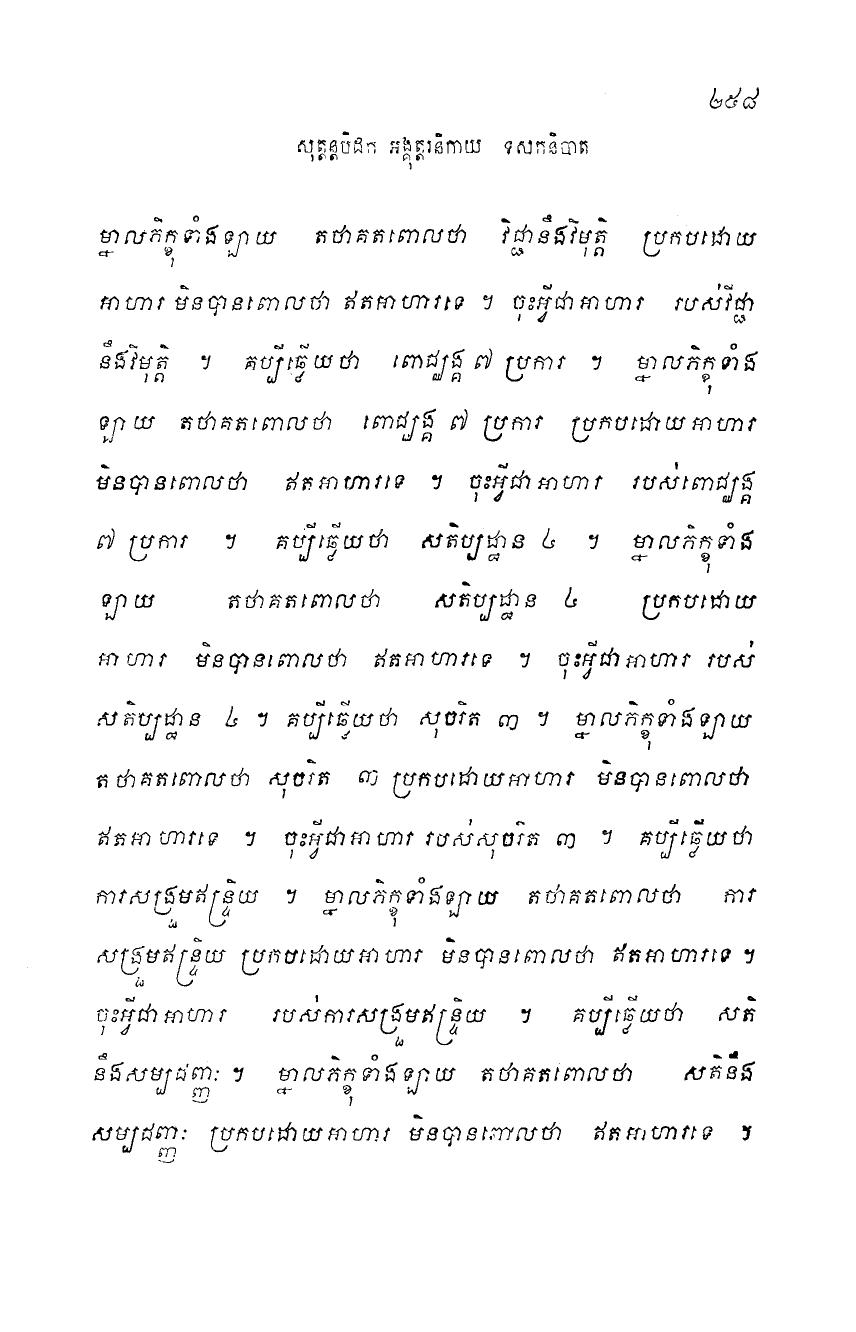 ២៥៨
សុត្តន្តបិដក អង្គុត្តរនិកាយ ទសកនិបាត
ម្នាលភិក្ខុទាំងឡាយ តថាគតពោលថា វិជ្ជានឹងវិមុត្តិ ប្រកបដោយ
អាហារ មិនបានពោលថា ឥតអាហារទេ ។ ចុះអ្វីជាអាហារ របស់វិជ្ជា
នឹងវិមុត្តិ ។ គប្បីឆ្លើយថា ពោជ្ឈង្គ ៧ ប្រការ ។ ម្នាលភិក្ខុទាំង
ឡាយ តថាគតពោលថា ពោជ្ឈង្គ ៧ ប្រការ ប្រកបដោយអាហារ
មិនបានពោលថា ឥតអាហារទេ ។ ចុះអ្វីជាអាហារ របស់ពោជ្ឈង្គ
៧ ប្រការ ។ គប្បីឆ្លើយថា សតិប្បដ្ឋាន ៤ ។ ម្នាលភិក្ខុទាំង
ឡាយ តថាគតពោលថា សតិប្បដ្ឋាន ៤ ប្រកបដោយ
អាហារ មិនបានពោលថា ឥតអាហារទេ ។ ចុះអ្វីជាអាហារ របស់
សតិប្បដ្ឋាន ៤ ។ គប្បីឆ្លើយថា សុចរិត ៣ ។ ម្នាលភិក្ខុទាំងឡាយ
តថាគតពោលថា សុចរិត ៣ ប្រកបដោយអាហារ មិនបានពោលថា
ឥតអាហារទេ ។ ចុះអ្វីជាអាហារ របស់សុចរិត ៣ ។ គប្បីឆ្លើយថា
ការសង្រួមឥន្ទ្រិយ ។ ម្នាលភិក្ខុទាំងឡាយ តថាគតពោលថា ការ
សង្រួមឥន្ទ្រិយ ប្រកបដោយអាហារ មិនបានពោលថា ឥតអាហារទេ ។
ចុះអ្វីជាអាហារ របស់ការសង្រួមឥន្ទ្រិយ ។ គប្បីឆ្លើយថា សតិ
នឹងសម្បជញ្ញៈ ។ ម្នាលភិក្ខុទាំងឡាយ តថាគតពោលថា សតិនឹង
សម្បជញ្ញៈ ប្រកបដោយអាហារ មិនបានពោលថា ឥតអាហារទេ ។